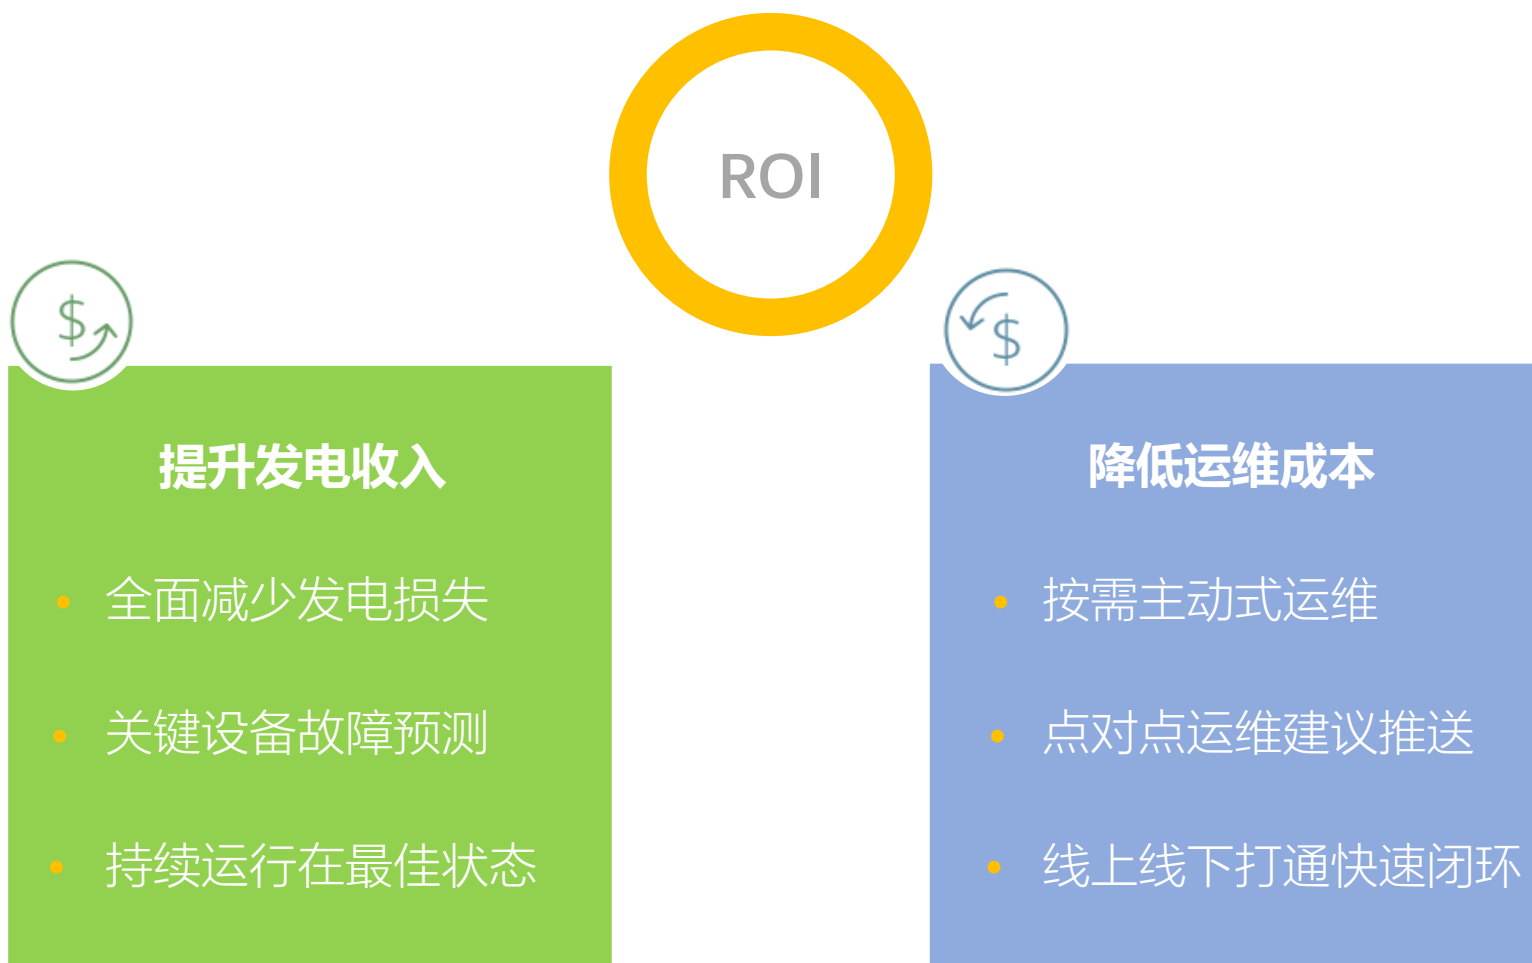 ROI
$
提升发电收入
全面减少发电损失
关键设备故障预测
持续运行在最佳状态
$
降低运维成本
按需主动式运维
点对点运维建议推送
线上线下打通快速闭环